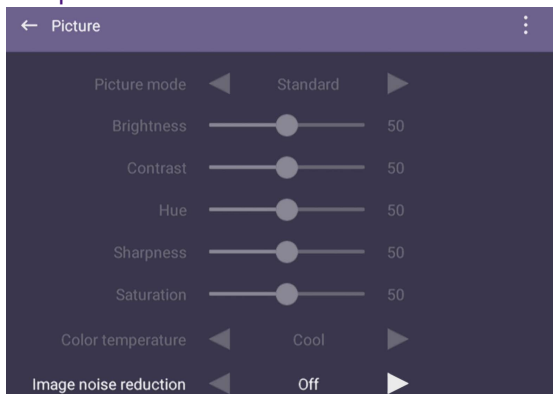 Picture
Picture mode Standard
Brightness 50
Contrast 50
Hue 50
Sharpness 50
Saturation 50
Color temperature Cool
Image noise reduction Off